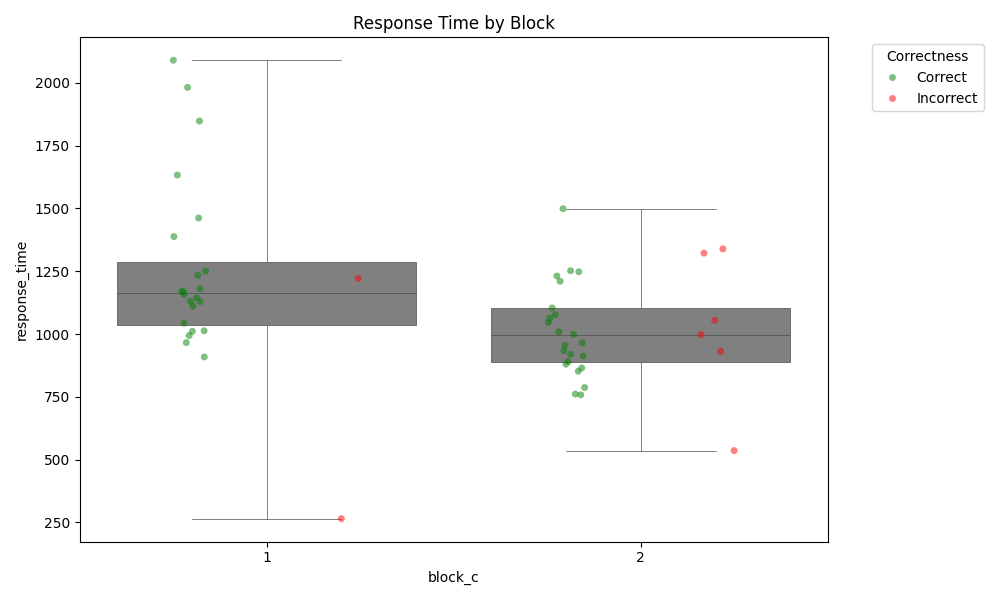 Response Time by Block
Correctness
Correct
Incorrect
response_time
2000
1750
1500
1250
1000
750
500
250
1
2
block_c